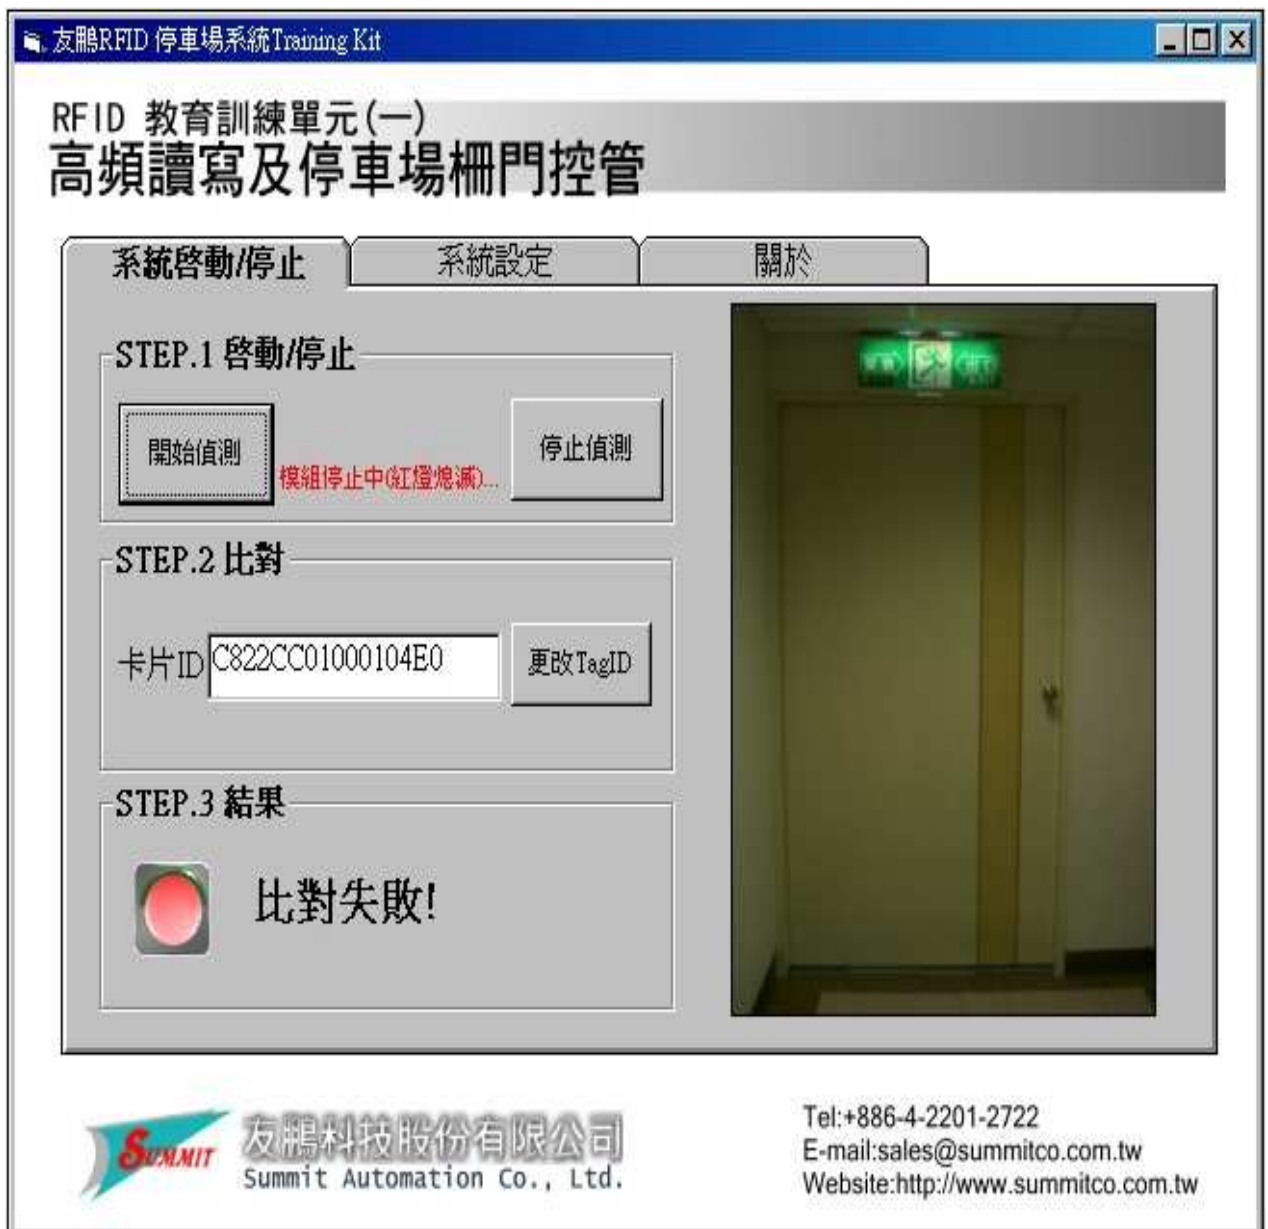 友鵬RFID 停車場系統Training Kit
RFID 教育訓練單元(一)
高頻讀寫及停車場柵門控管
系統啓動/停止
系統設定
關於
STEP.1 啓動/停止
開始偵測
模組停止中(紅燈熄滅)...
停止偵測
STEP.2 比對
卡片ID
C822CC01000104E0
更改TagID
STEP.3 結果
比對失敗!
SUMMIT
友鵬科技股份有限公司
Summit Automation Co., Ltd.
Tel:+886-4-2201-2722
E-mail:sales@summitco.com.tw
Website:http://www.summitco.com.tw